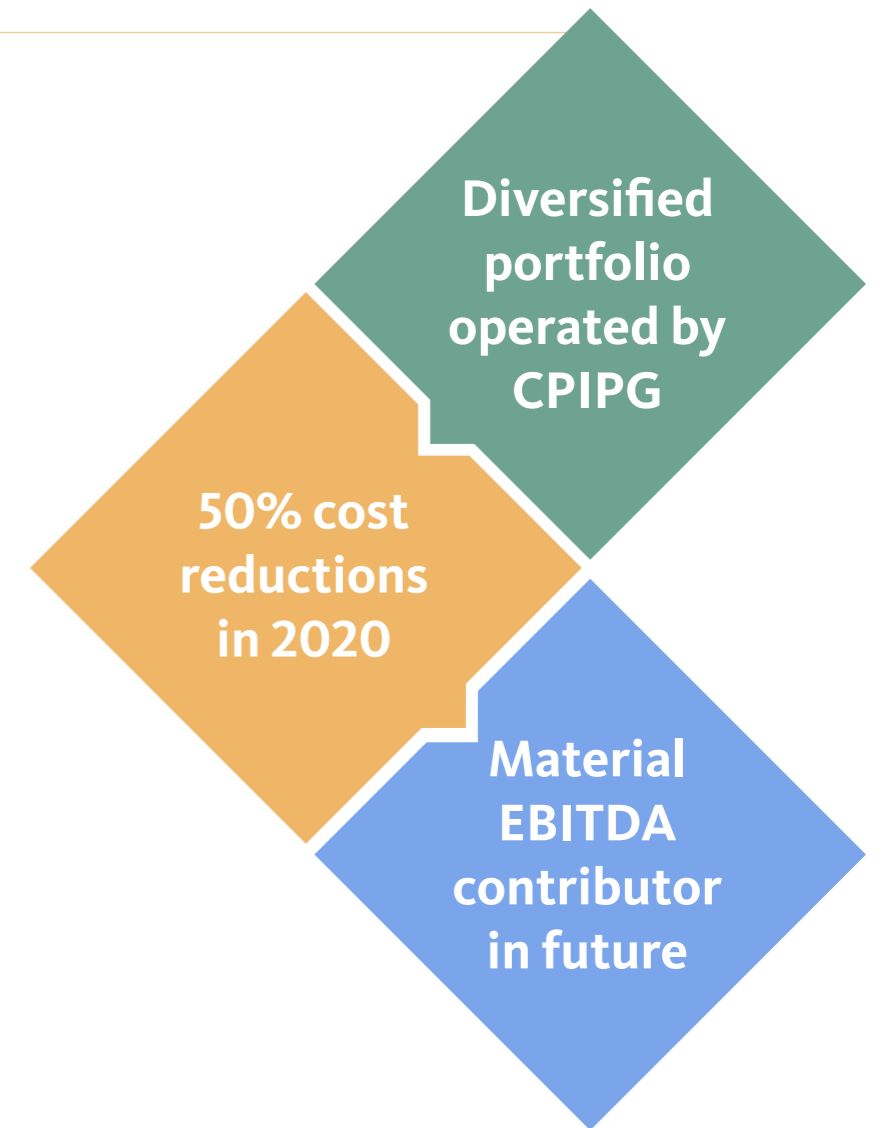 Diversified
portfolio
operated by
CPIPG
50% cost
reductions
in 2020
Material
EBITDA
contributor
in future